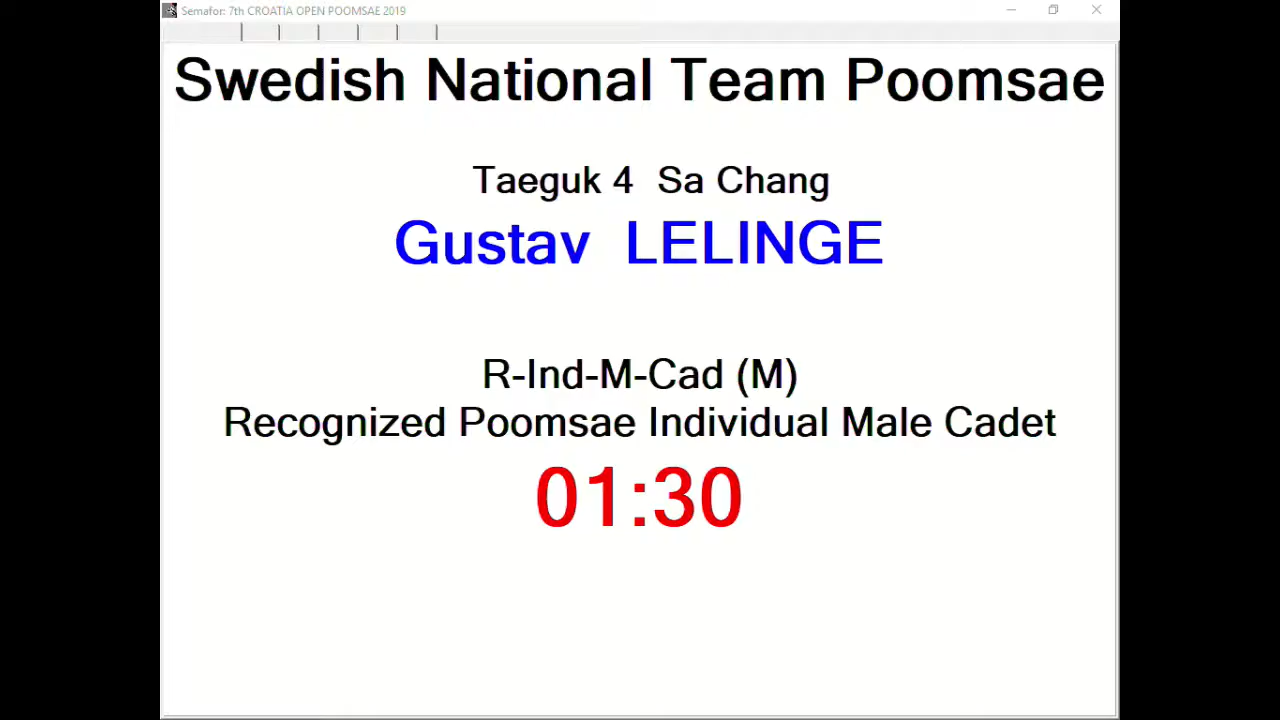 Semafor: 7th CROATIA OPEN POOMSAE 2019
Swedish National Team Poomsae
Taeguk 4 Sa Chang
Gustav LELINGE
R-Ind-M-Cad (M)
Recognized Poomsae Individual Male Cadet
01:30